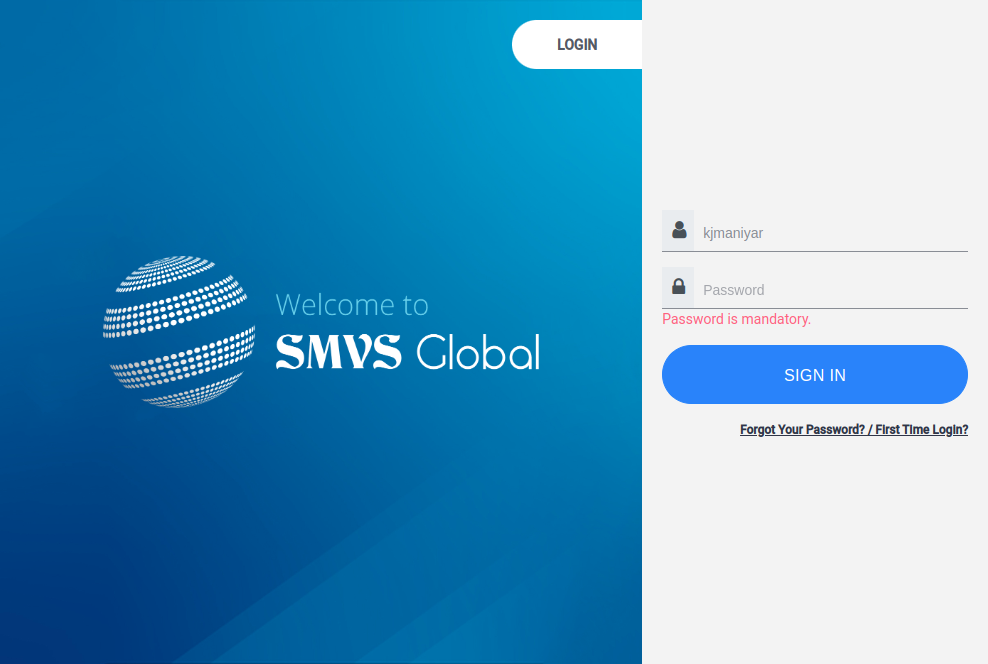 LOGIN
Welcome to
SMVS Global
kjmaniyar
Password
Password is mandatory.
SIGN IN
Forgot Your Password? / First Time Login?